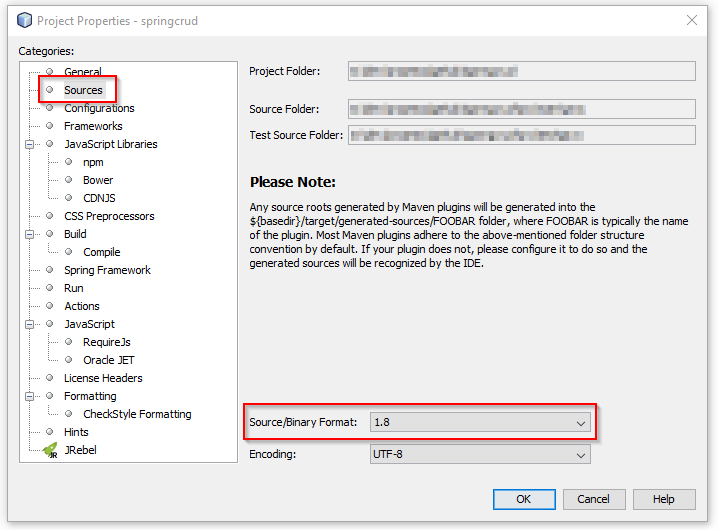 Project Properties - springcrud
Categories:
General
Sources
Configurations
Frameworks
JavaScript Libraries
npm
Bower
CDNJS
CSS Preprocessors
Build
Compile
Spring Framework
Run
Actions
JavaScript
RequireJs
Oracle JET
License Headers
Formatting
CheckStyle Formatting
Hints
JR
JRebel
Project Folder:
Source Folder:
Test Source Folder:
Please Note:
Any source roots generated by Maven plugins will be generated into the
${basedir}/target/generated-sources/FOOBAR folder, where FOOBAR is typically the name
of the plugin. Most Maven plugins adhere to the above-mentioned folder structure
convention by default. If your plugin does not, please configure it to do so and the
generated sources will be recognized by the IDE.
Source/Binary Format: 1.8
Encoding: UTF-8
OK Cancel Help